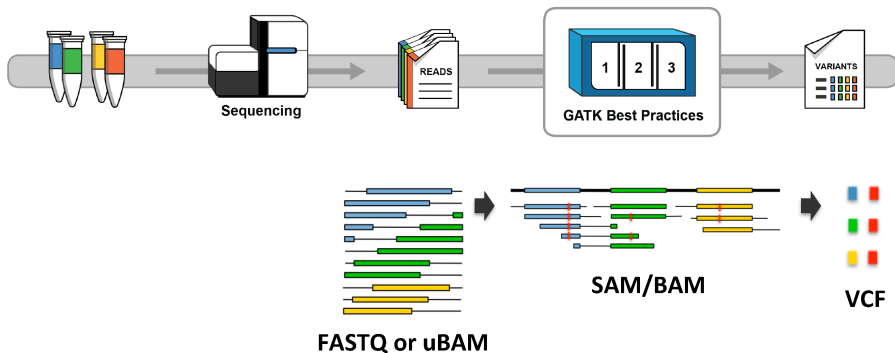 READS
1 2 3
VARIANTS
Sequencing
GATK Best Practices
SAM/BAM
VCF
FASTQ or uBAM